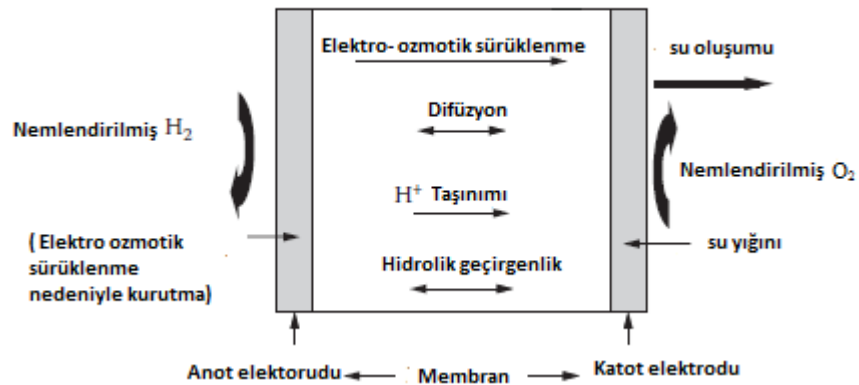 Elektro- ozmotik sürüklenme
su oluşumu
Difüzyon
Nemlendirilmiş H₂
Nemlendirilmiş O₂
H⁺ Taşınımı
( Elektro ozmotik
sürüklenme
nedeniyle kurutma)
su yığını
Hidrolik geçirgenlik
Anot elektorudu
Membran
Katot elektrodu